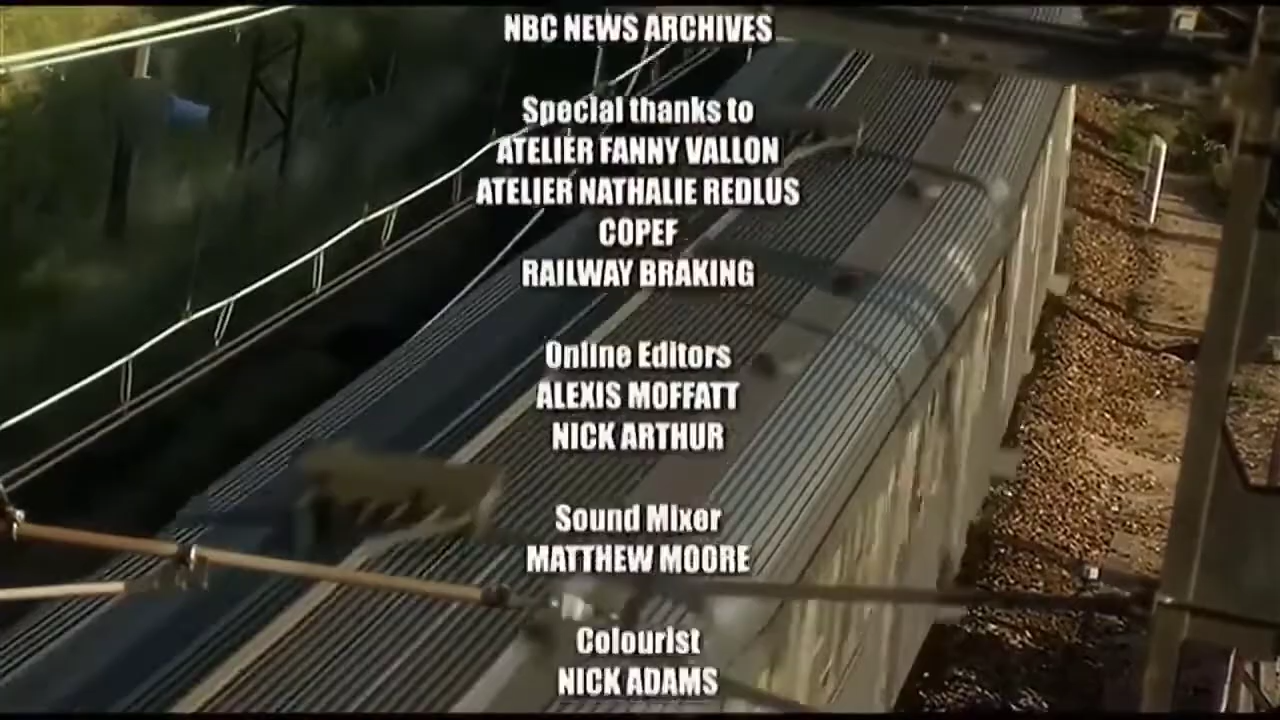 NBC NEWS ARCHIVES
Special thanks to
ATELIER FANNY VALLON
ATELIER NATHALIE REDLUS
COPEF
RAILWAY BRAKING
Online Editors
ALEXIS MOFFATT
NICK ARTHUR
Sound Mixer
MATTHEW MOORE
Colourist
NICK ADAMS